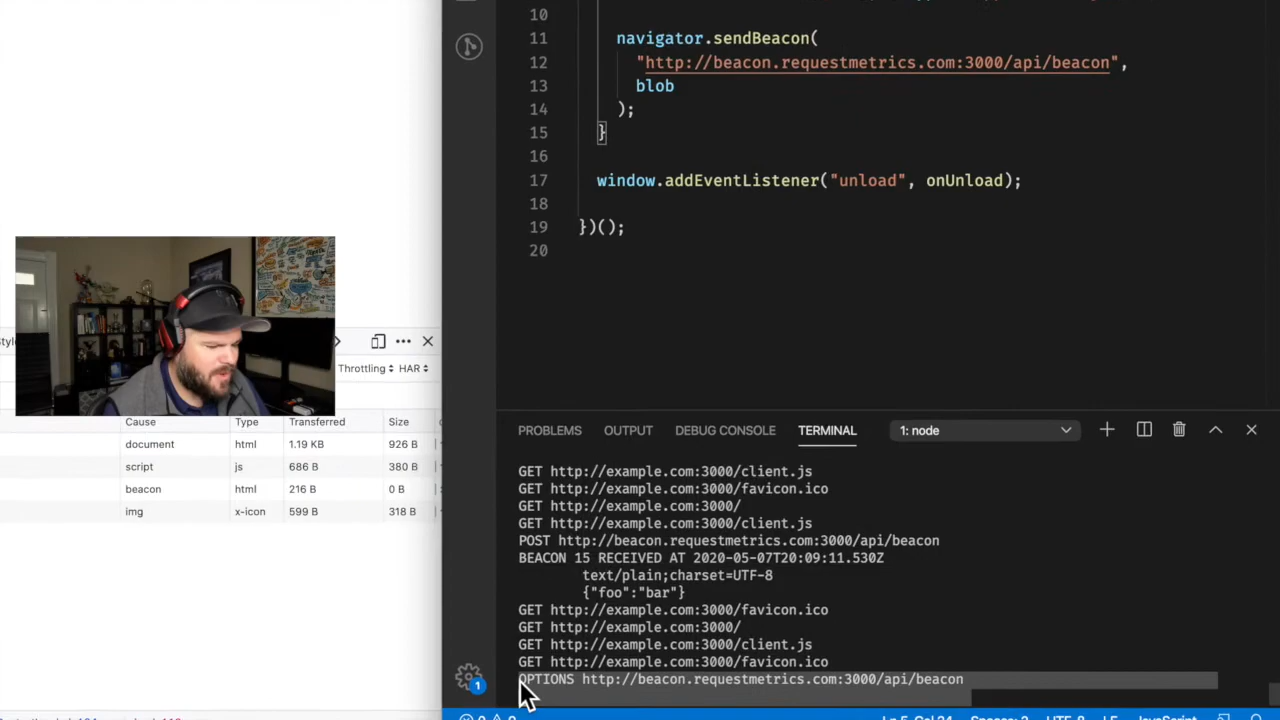 10
11 navigator.sendBeacon(
12 "http://beacon.requestmetrics.com:3000/api/beacon",
13 blob
14 );
15 }
16
17 window.addEventListener("unload", onUnload);
18
19 })();
20
Throttling HAR
Cause Type Transferred Size
document html 1.19 KB 926 B
script js 686 B 380 B
beacon html 216 B 0 B
img x-icon 599 B 318 B
PROBLEMS OUTPUT DEBUG CONSOLE TERMINAL 1: node
GET http://example.com:3000/client.js
GET http://example.com:3000/favicon.ico
GET http://example.com:3000/
GET http://example.com:3000/client.js
POST http://beacon.requestmetrics.com:3000/api/beacon
BEACON 15 RECEIVED AT 2020-05-07T20:09:11.530Z
text/plain;charset=UTF-8
{"foo":"bar"}
GET http://example.com:3000/favicon.ico
GET http://example.com:3000/
GET http://example.com:3000/client.js
GET http://example.com:3000/favicon.ico
OPTIONS http://beacon.requestmetrics.com:3000/api/beacon
1